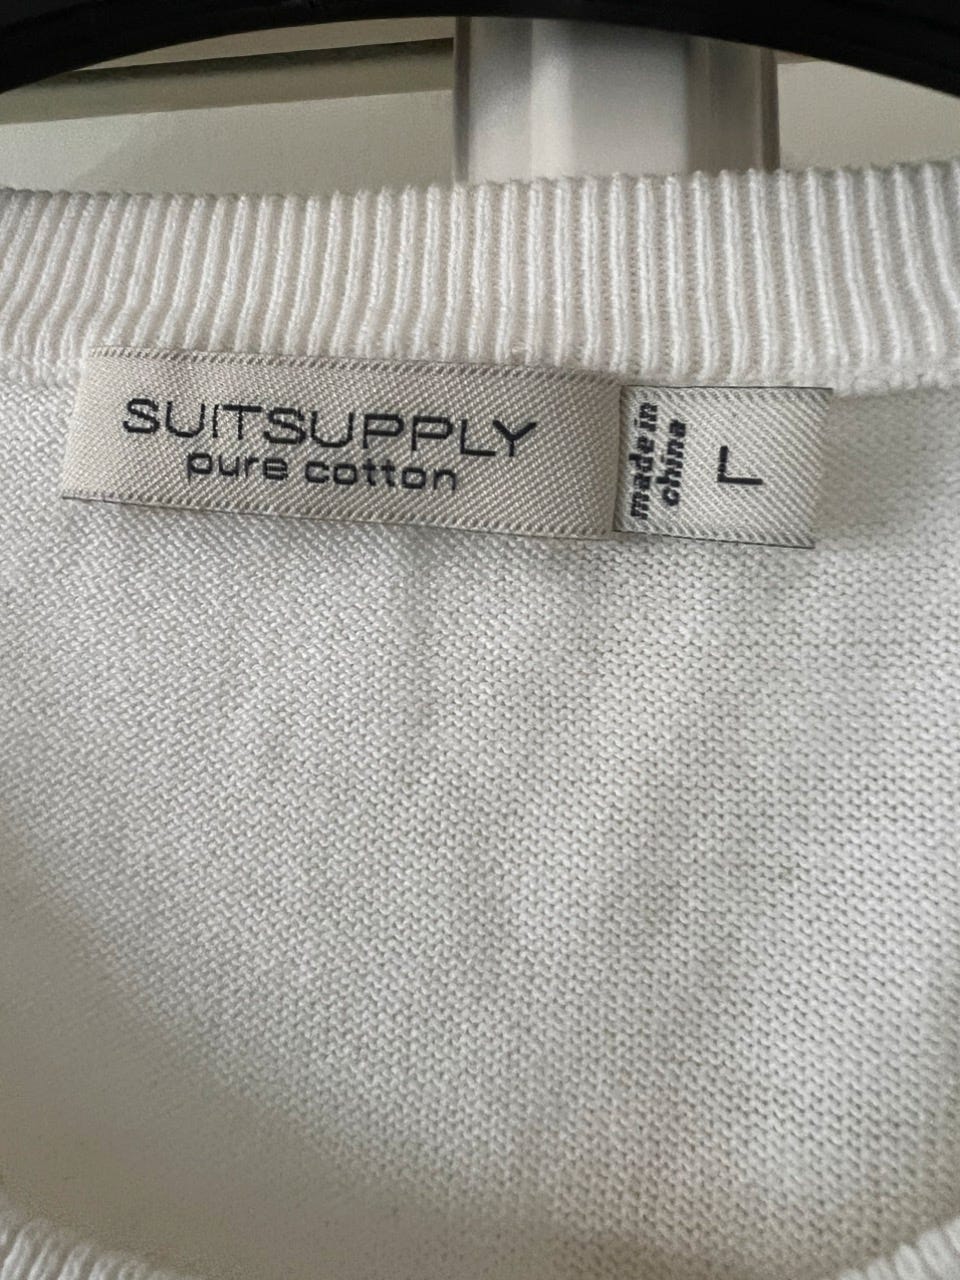 SUITSUPPLY
pure cotton
made in
china
L